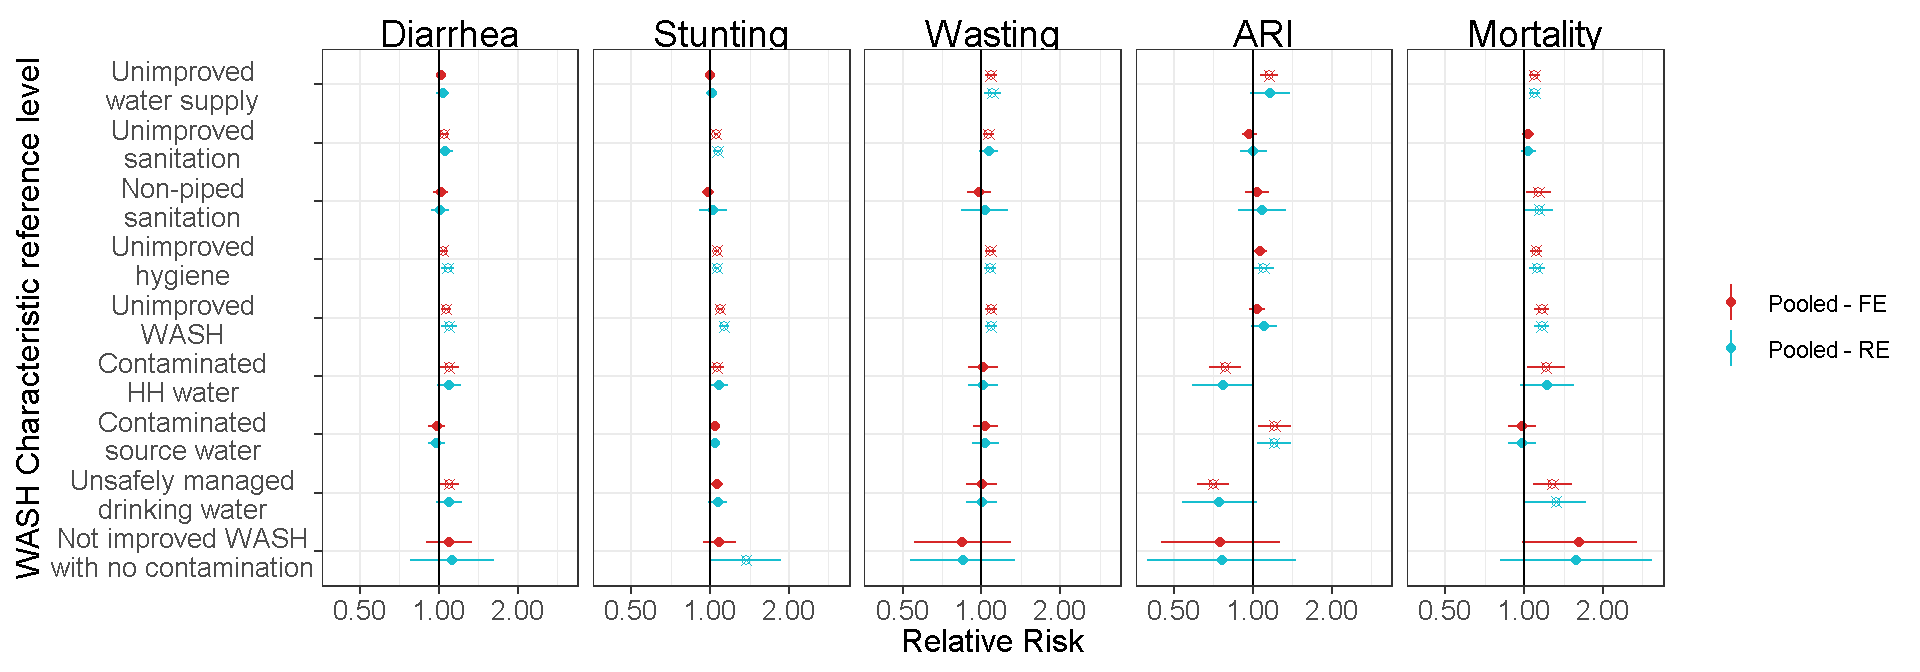 Diarrhea Stunting Wasting ARI Mortality
WASH Characteristic reference level
Unimproved
water supply
Unimproved
sanitation
Non-piped
sanitation
Unimproved
hygiene
Unimproved
WASH
Contaminated
HH water
Contaminated
source water
Unsafely managed
drinking water
Not improved WASH
with no contamination
0.50 1.00 2.00 0.50 1.00 2.00 0.50 1.00 2.00 0.50 1.00 2.00 0.50 1.00 2.00
Relative Risk
Pooled - FE
Pooled - RE